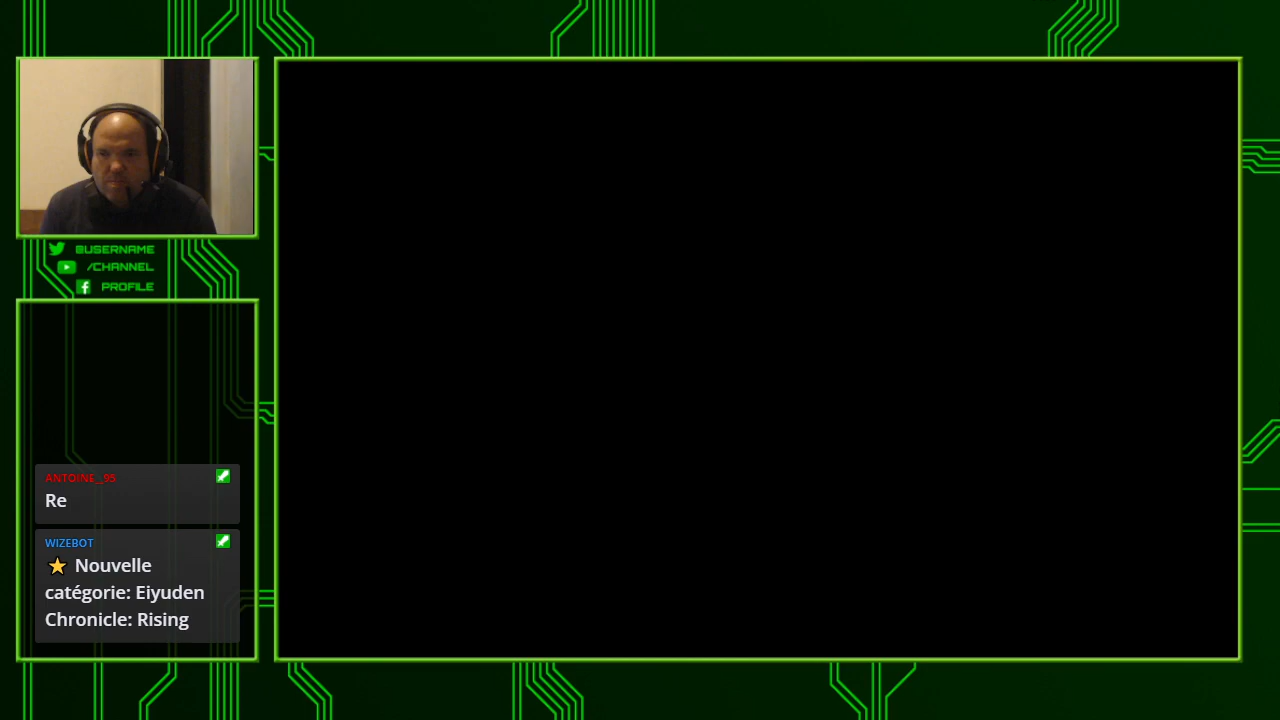 @USERNAME
/CHANNEL
PROFILE
ANTOINE_95
Re
WIZEBOT
Nouvelle
catégorie: Eiyuden
Chronicle: Rising